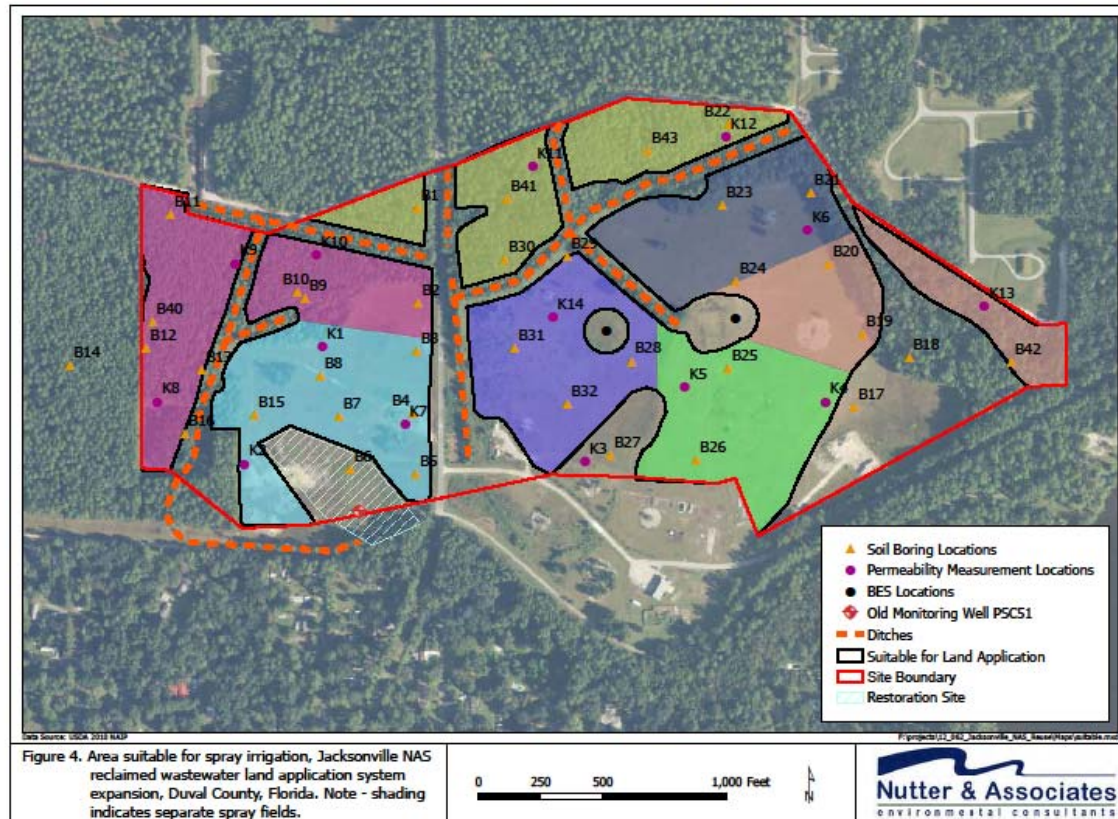 B22
K12
B43
K11
B11
B1
B41
B23
B21
K6
K9
K10
B30
B29
B20
B24
B10
B9
B2
K13
B40
K14
B12
K1
B3
B31
B28
B19
B18
B14
B13
B8
B25
B42
K8
K5
K4
B15
B7
B4
K7
B32
B17
B16
K2
B6
B5
K3
B27
B26
Soil Boring Locations
Permeability Measurement Locations
BES Locations
Old Monitoring Well PSC51
Ditches
Suitable for Land Application
Site Boundary
Restoration Site
Data Source: USDA 2010 NAIP
Figure 4. Area suitable for spray irrigation, Jacksonville NAS
reclaimed wastewater land application system
expansion, Duval County, Florida. Note - shading
indicates separate spray fields.
0 250 500 1,000 Feet
N
Nutter & Associates
environmental consultants